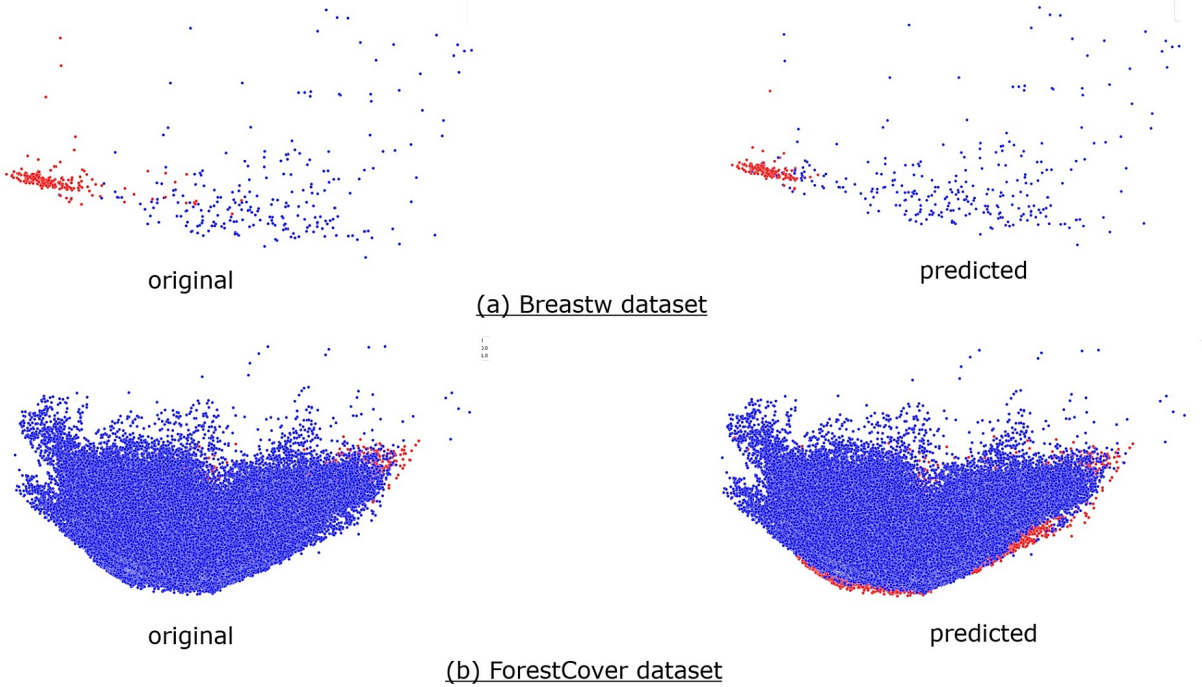 original
predicted
(a) Breastw dataset
original
predicted
(b) ForestCover dataset